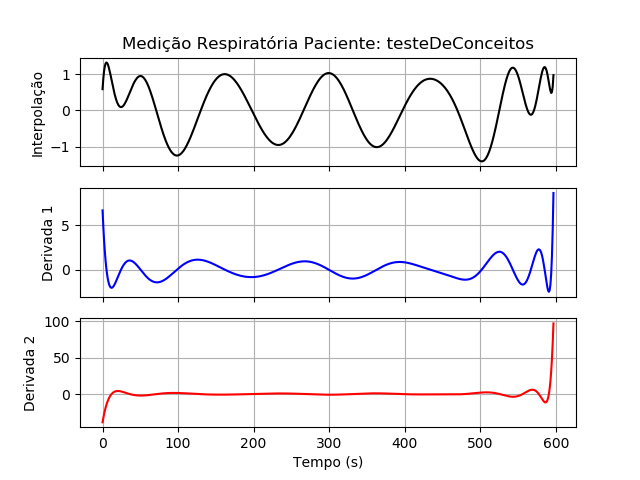 Medição Respiratória Paciente: testeDeConceitos
Interpolação
1
0
−1
Derivada 1
5
0
Derivada 2
100
50
0
0 100 200 300 400 500 600
Tempo (s)